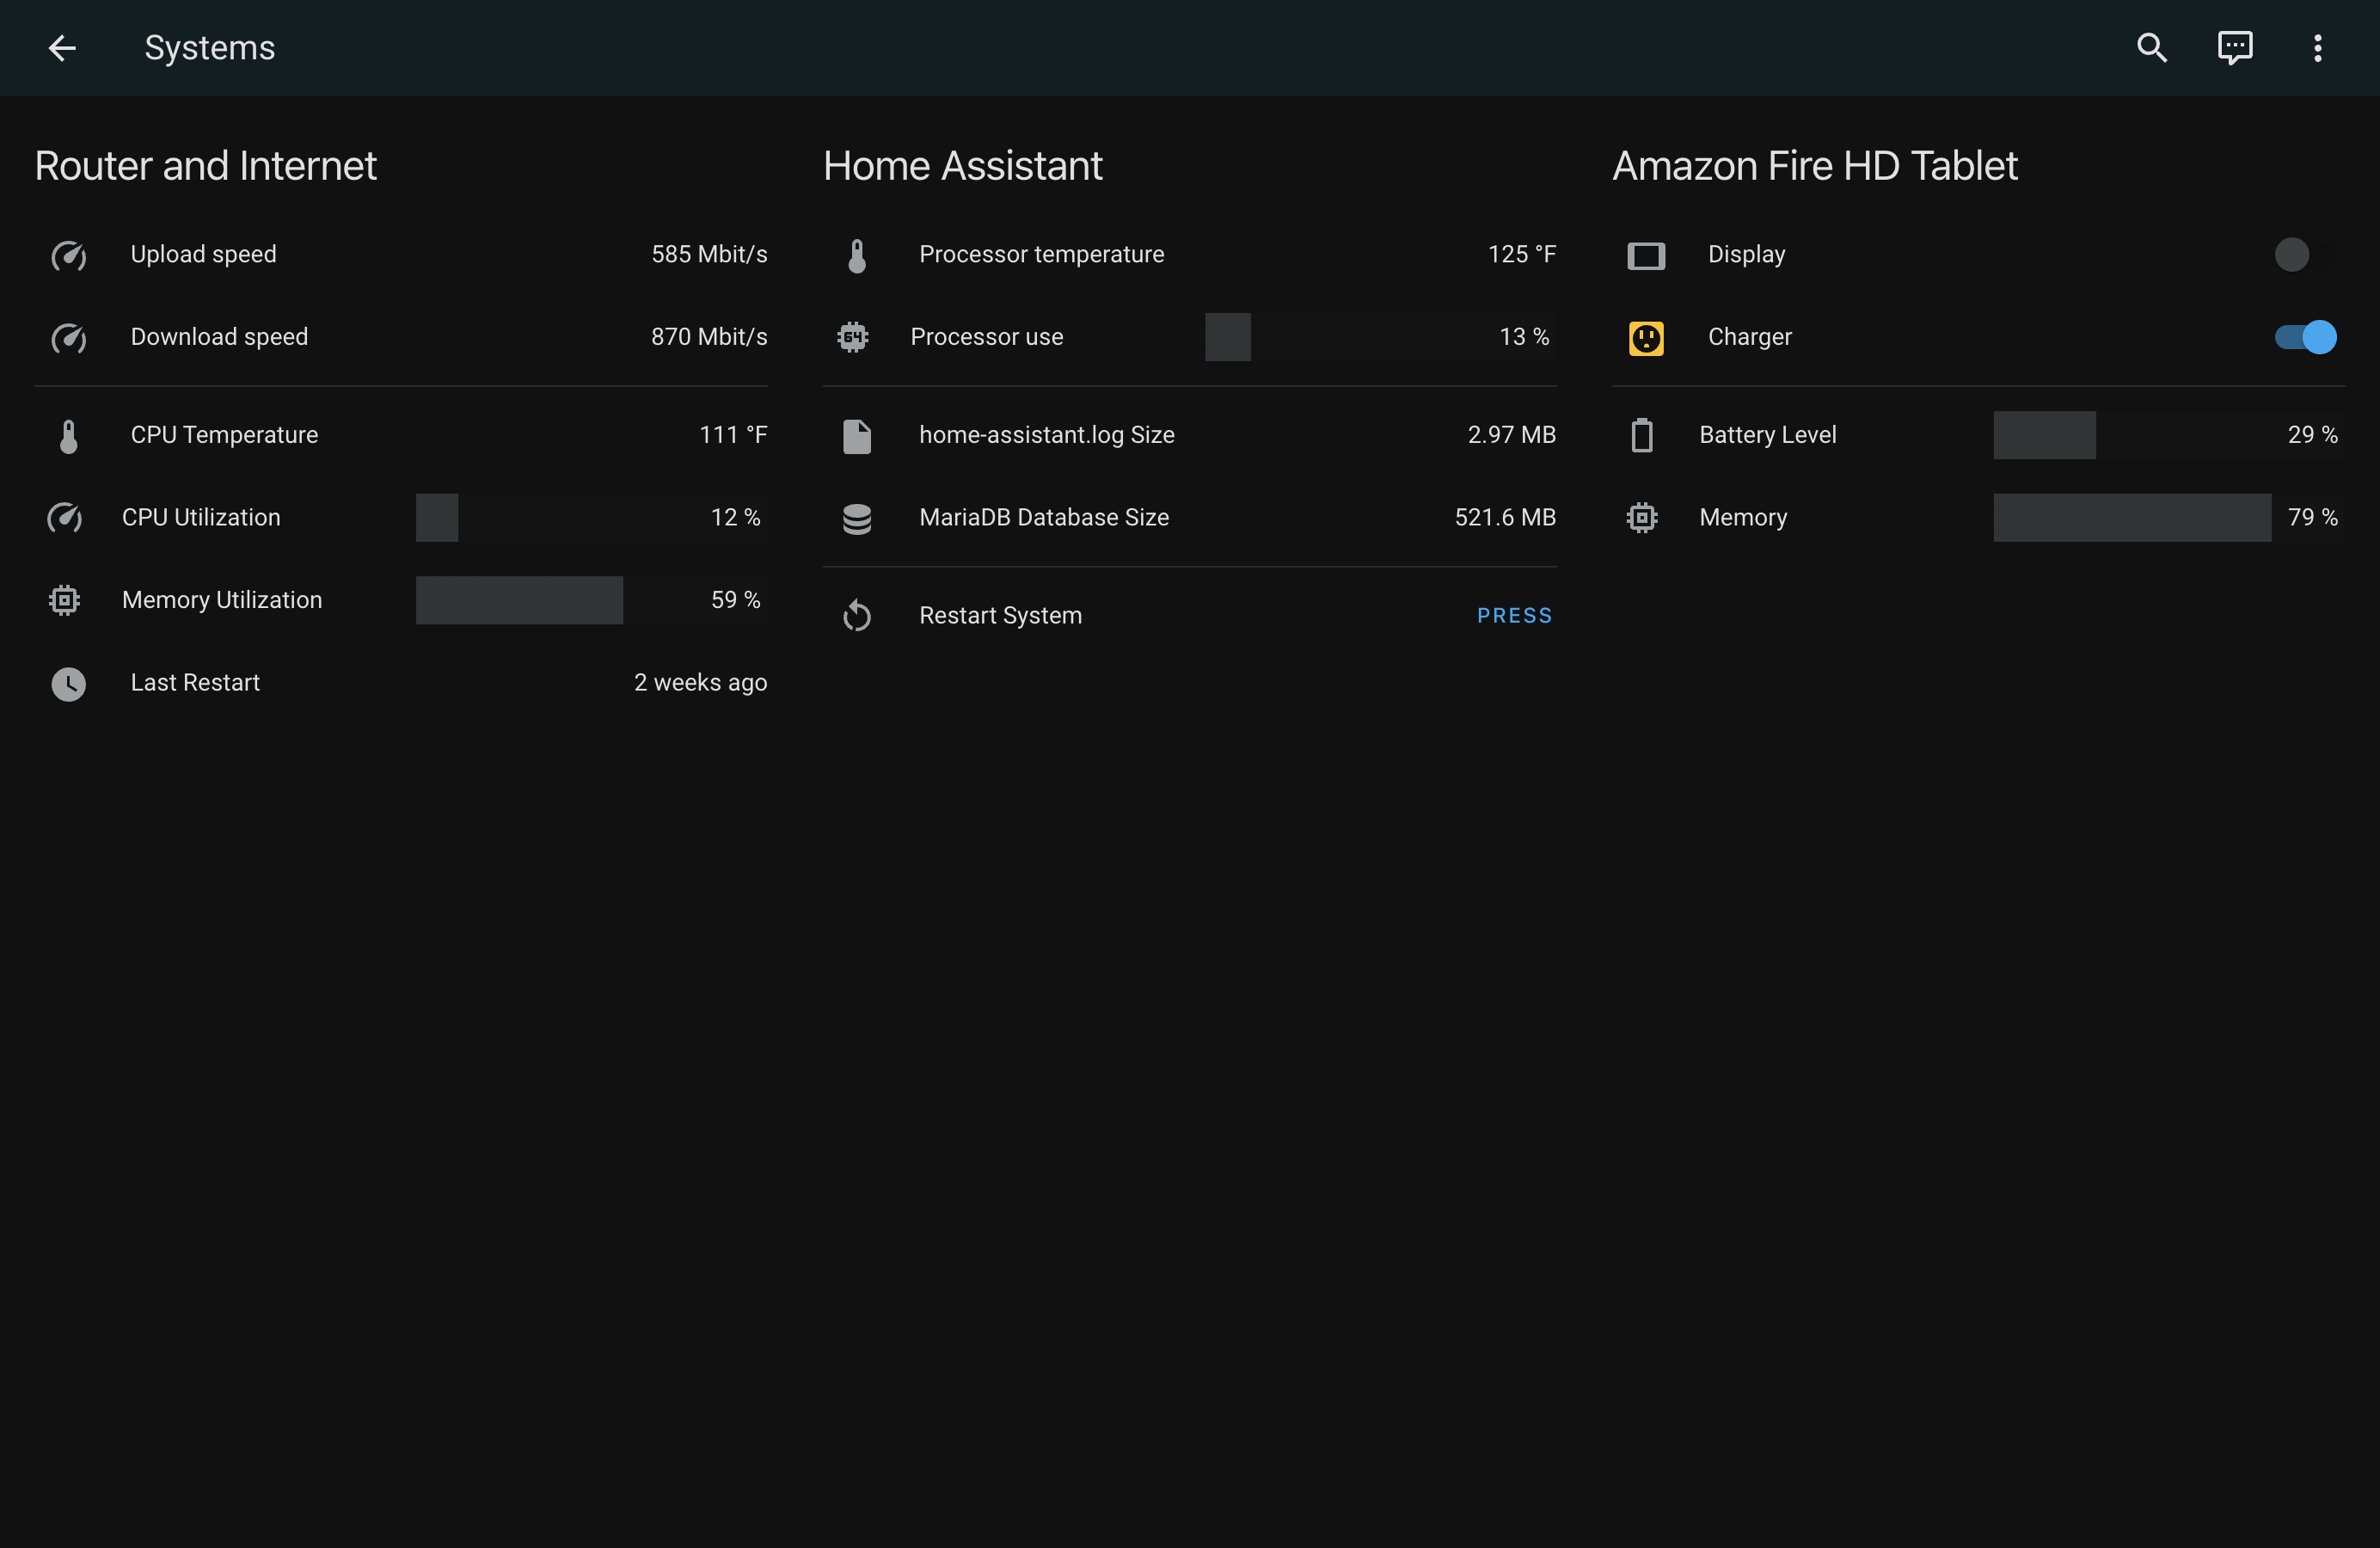 Systems
Router and Internet
Upload speed 585 Mbit/s
Download speed 870 Mbit/s
CPU Temperature 111 °F
CPU Utilization 12 %
Memory Utilization 59 %
Last Restart 2 weeks ago
Home Assistant
Processor temperature 125 °F
64
Processor use 13 %
home-assistant.log Size 2.97 MB
MariaDB Database Size 521.6 MB
Restart System PRESS
Amazon Fire HD Tablet
Display
Charger
Battery Level 29 %
Memory 79 %